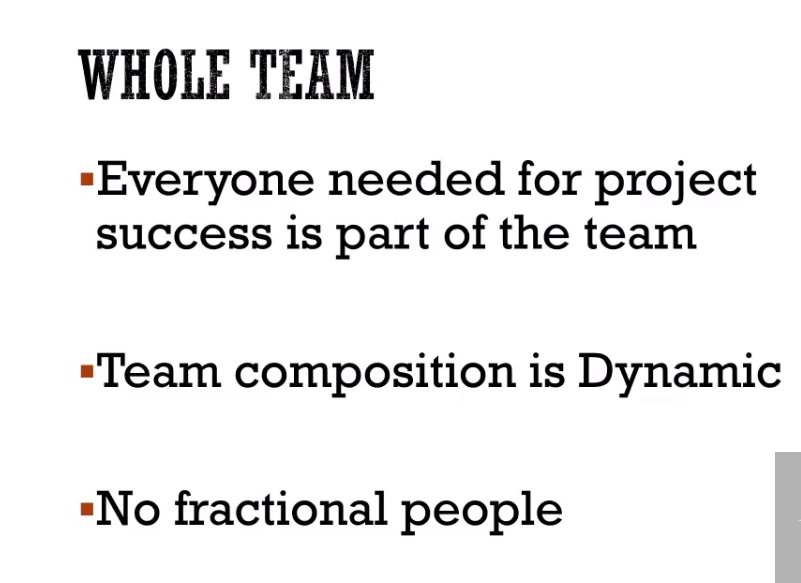 WHOLE TEAM
▪Everyone needed for project
success is part of the team
▪Team composition is Dynamic
▪No fractional people